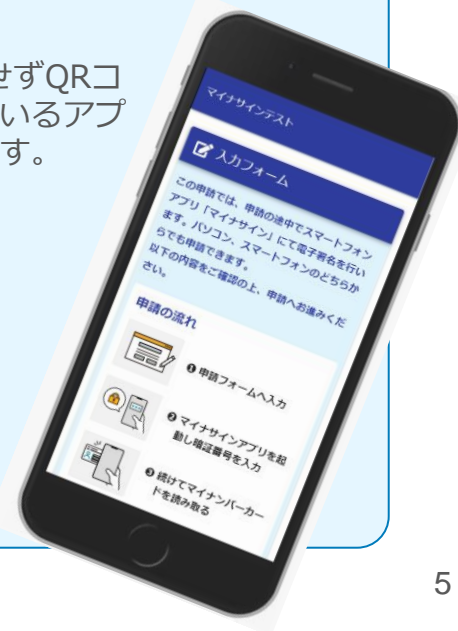 せずQRコ
いるアプ
す。
マイナサインテスト
入力フォーム
この申請では、申請の途中でスマートフォン
アプリ「マイナサイン」にて電子署名を行い
ます。パソコン、スマートフォンのどちらか
らでも申請できます。
以下の内容をご確認の上、申請へお進みくだ
さい。
申請の流れ
❶ 申請フォームへ入力
❷ マイナサインアプリを起
動し暗証番号を入力
❸ 続けてマイナンバーカー
ドを読み取る
5